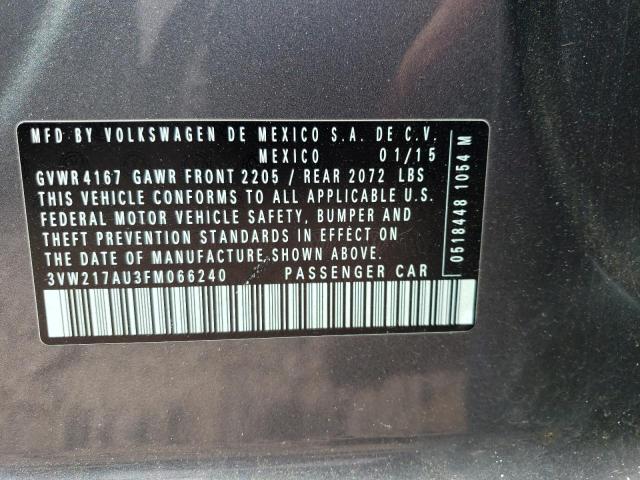 MFD BY VOLKSWAGEN DE MEXICO S.A. DE C.V.
MEXICO 01/15
GVWR 4167 GAWR FRONT 2205 / REAR 2072 LBS
THIS VEHICLE CONFORMS TO ALL APPLICABLE U.S.
FEDERAL MOTOR VEHICLE SAFETY, BUMPER AND
THEFT PREVENTION STANDARDS IN EFFECT ON
THE DATE OF MANUFACTURE SHOWN ABOVE.
3VW217AU3FM066240 PASSENGER CAR
0518448 1054 M